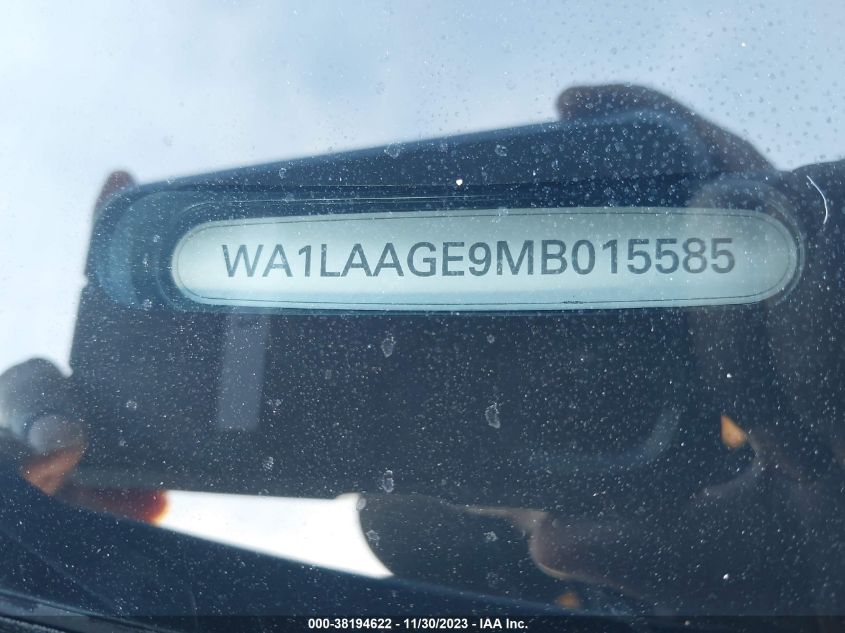 WA1LAAGE9MB015585
000-38194622 - 11/30/2023 - IAA Inc.